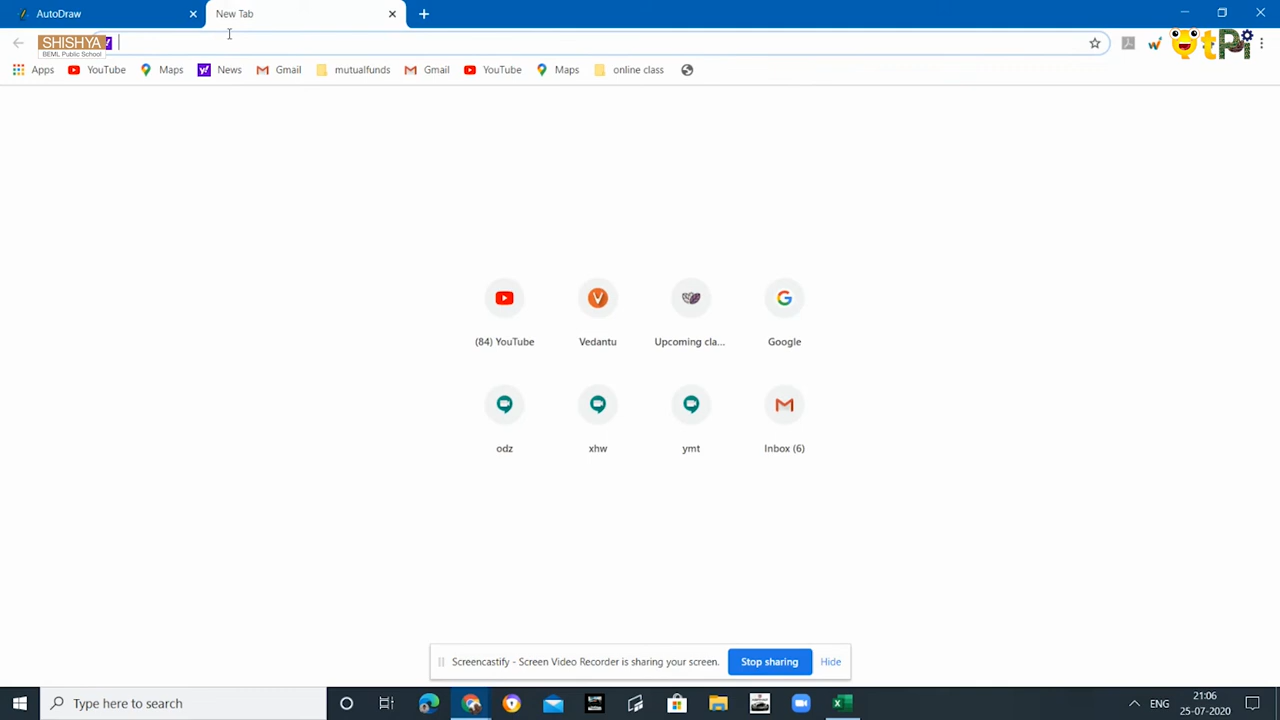 AutoDraw
New Tab
SHISHYA
BEML Public School
Apps YouTube Maps News Gmail mutualfunds Gmail YouTube Maps online class
(84) YouTube Vedantu Upcoming cla... Google
odz xhw ymt Inbox (6)
Screencastify - Screen Video Recorder is sharing your screen. Stop sharing Hide
Type here to search
ENG
21:06
25-07-2020